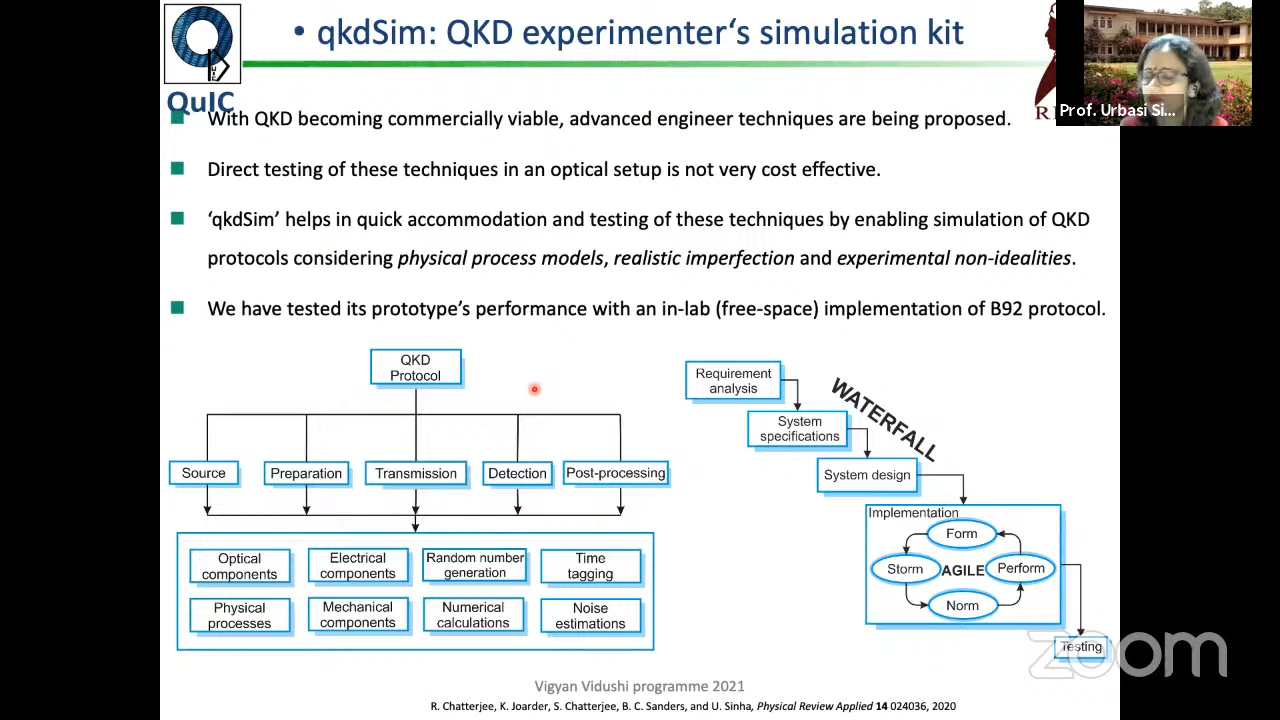 • qkdSim: QKD experimenter‘s simulation kit
QuIC
R
Prof. Urbasi Si...
With QKD becoming commercially viable, advanced engineer techniques are being proposed.
Direct testing of these techniques in an optical setup is not very cost effective.
‘qkdSim’ helps in quick accommodation and testing of these techniques by enabling simulation of QKD
protocols considering physical process models, realistic imperfection and experimental non-idealities.
We have tested its prototype’s performance with an in-lab (free-space) implementation of B92 protocol.
QKD
Protocol
Source
Preparation
Transmission
Detection
Post-processing
Optical
components
Electrical
components
Random number
generation
Time
tagging
Physical
processes
Mechanical
components
Numerical
calculations
Noise
estimations
Requirement
analysis
WATERFALL
System
specifications
System design
Implementation
Form
Storm
AGILE
Perform
Norm
Testing
zoom
Vigyan Vidushi programme 2021
R. Chatterjee, K. Joarder, S. Chatterjee, B. C. Sanders, and U. Sinha, Physical Review Applied 14 024036, 2020